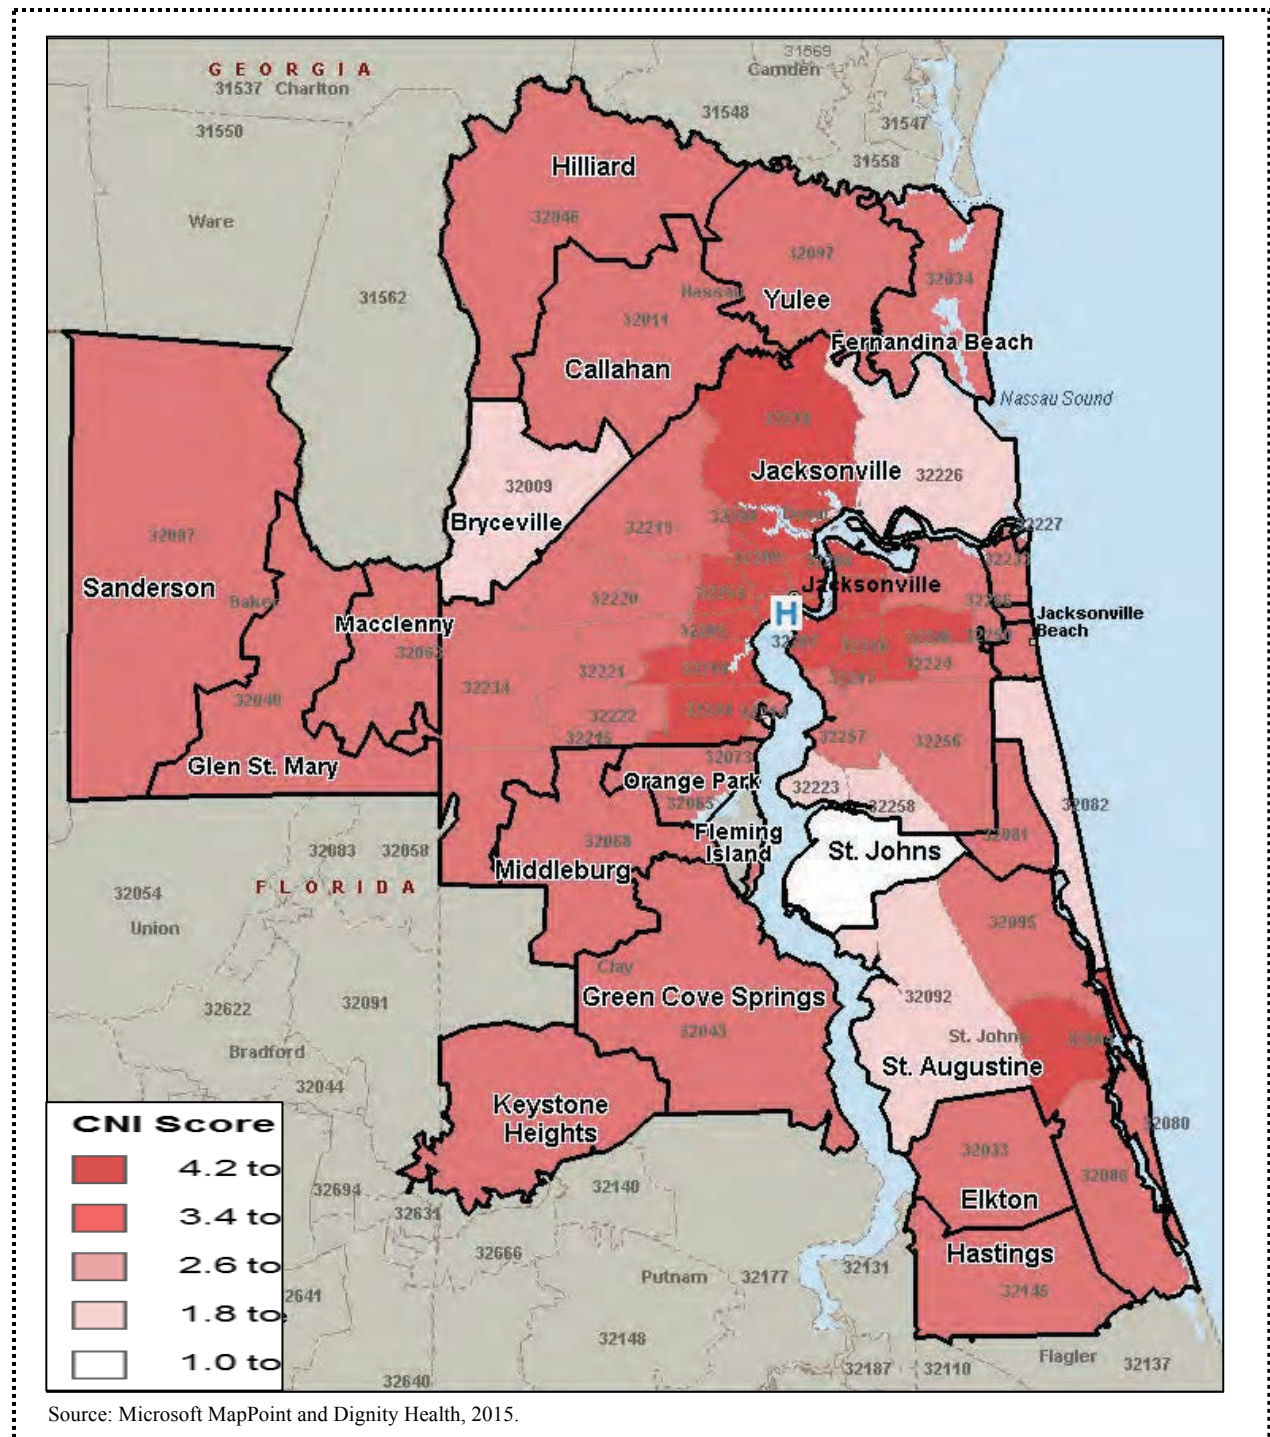 31569
GEORGIA
Camden
31537 Charlton
31548
31550
31547
31558
Hilliard
Ware
32046
32097
32034
31562
Nassau
Yulee
32011
Fernandina Beach
Callahan
Nassau Sound
32218
Jacksonville
32226
32009
Bryceville
32219
32227
32097
Sanderson
Baker
32220
Jacksonville
H
Jacksonville
Beach
Macclenny
32063
32221
32224
32234
32040
32222
32215
32257
32256
Glen St. Mary
32073
Orange Park
32223
32065
32258
32082
32081
Fleming
Island
St. Johns
32083
32058
32068
Middleburg
FLORIDA
32054
Union
32095
Clay
32092
32622
32091
Green Cove Springs
32043
St. Johns
St. Augustine
Bradford
32044
Keystone
Heights
32080
32033
32086
Elkton
32694
32140
32631
Hastings
32666
32131
Putnam
32177
32145
2641
32148
Flagler
32137
32187
32110
32640
CNI Score
4.2 to
3.4 to
2.6 to
1.8 to
1.0 to
Source: Microsoft MapPoint and Dignity Health, 2015.